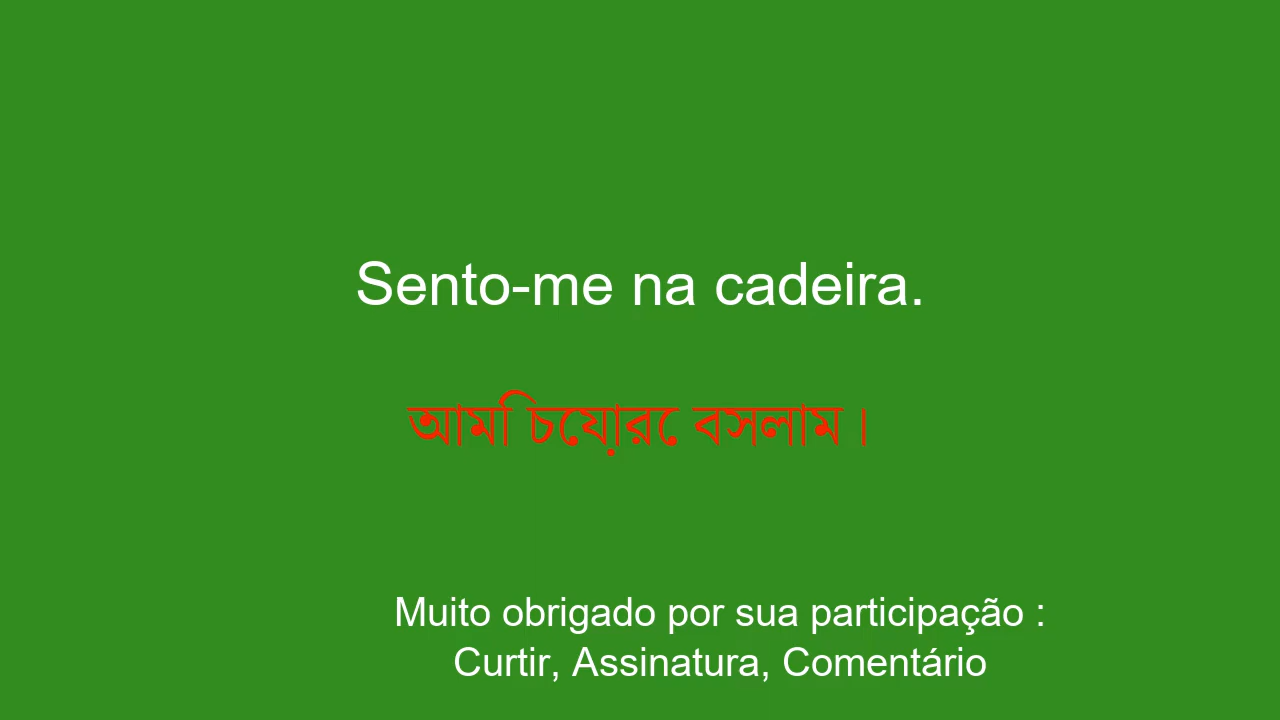 Sento-me na cadeira.
আমি চেয়ারে বসলাম।
Muito obrigado por sua participação :
Curtir, Assinatura, Comentário